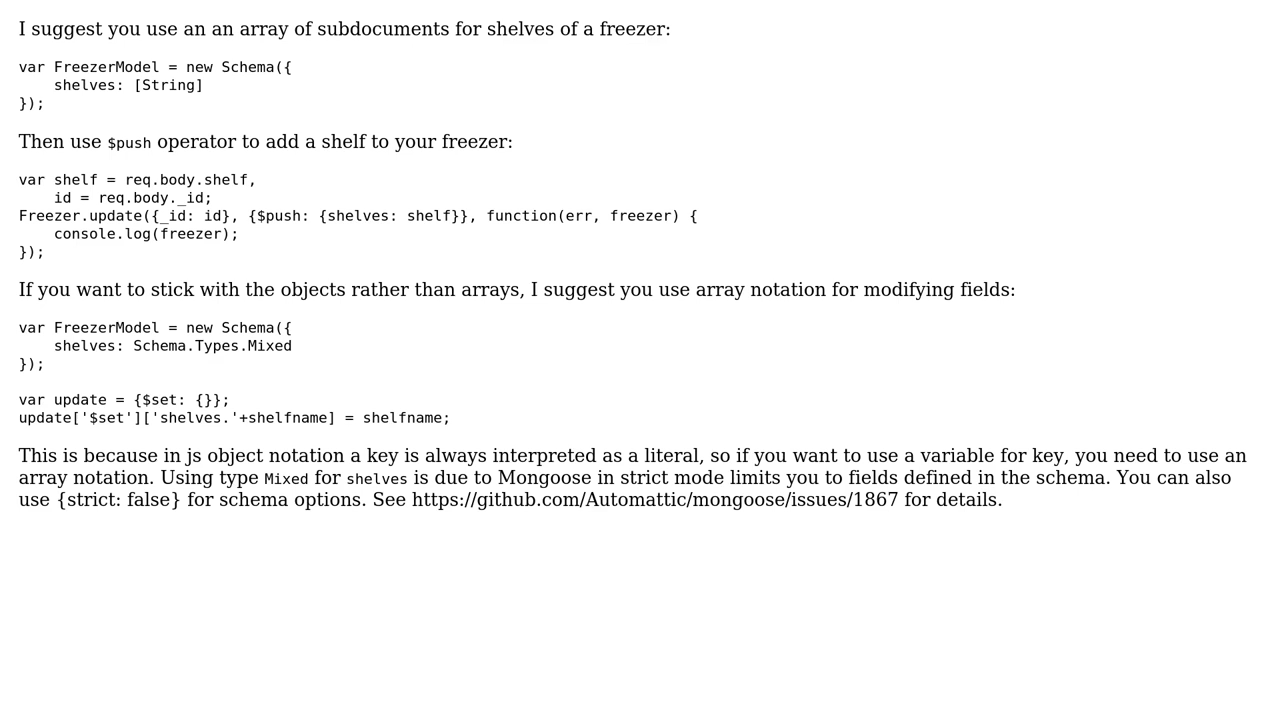 I suggest you use an an array of subdocuments for shelves of a freezer:
var FreezerModel = new Schema({
    shelves: [String]
});
Then use $push operator to add a shelf to your freezer:
var shelf = req.body.shelf,
    id = req.body._id;
Freezer.update({_id: id}, {$push: {shelves: shelf}}, function(err, freezer) {
    console.log(freezer);
});
If you want to stick with the objects rather than arrays, I suggest you use array notation for modifying fields:
var FreezerModel = new Schema({
    shelves: Schema.Types.Mixed
});
var update = {$set: {}};
update['$set']['shelves.'+shelfname] = shelfname;
This is because in js object notation a key is always interpreted as a literal, so if you want to use a variable for key, you need to use an
array notation. Using type Mixed for shelves is due to Mongoose in strict mode limits you to fields defined in the schema. You can also
use {strict: false} for schema options. See https://github.com/Automattic/mongoose/issues/1867 for details.